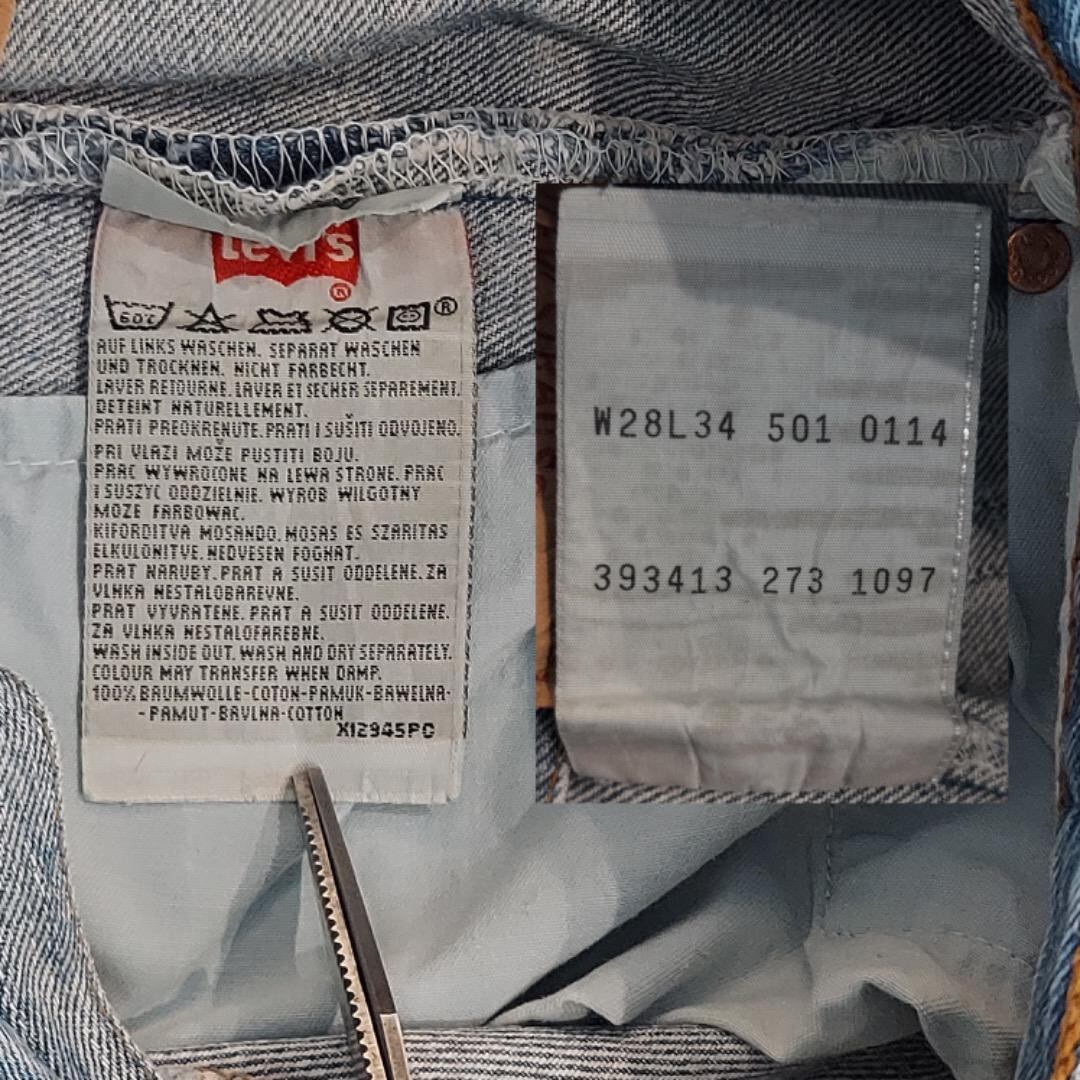 Levi's
®
60C ®
AUF LINKS WASCHEN. SEPARAT WASCHEN
UND TROCKNEN. NICHT FARBECHT.
LAVER RETOURNE. LAVER ET SECHER SEPAREMENT.
DETEINT NATURELLEMENT.
PRATI PREOKRENUTE. PRATI I SUŠITI ODVOJENO.
PRI VLAZI MOŽE PUSTITI BOJU.
PRAC WYWROCONE NA LEWA STRONE. PRAC
I SUSZYC ODDZIELNIE. WYROB WILGOTNY
MOZE FARBOWAC.
KIFORDITVA MOSANDO. MOSAS ES SZARITAS
ELKULONITVE. NEDVESEN FOGHAT.
PRAT NARUBY. PRAT A SUSIT ODDELENE. ZA
VLHKA NESTALOBAREVNE.
PRAT VYVRATENE. PRAT A SUSIT ODDELENE.
ZA VLHKA NESTALOFAREBNE.
WASH INSIDE OUT. WASH AND DRY SEPARATELY.
COLOUR MAY TRANSFER WHEN DAMP.
100% BAUMWOLLE-COTON-PAMUK-BAWELNA-
-PAMUT-BAVLNA-COTTON
X12945PC
W28L34 501 0114
393413 273 1097